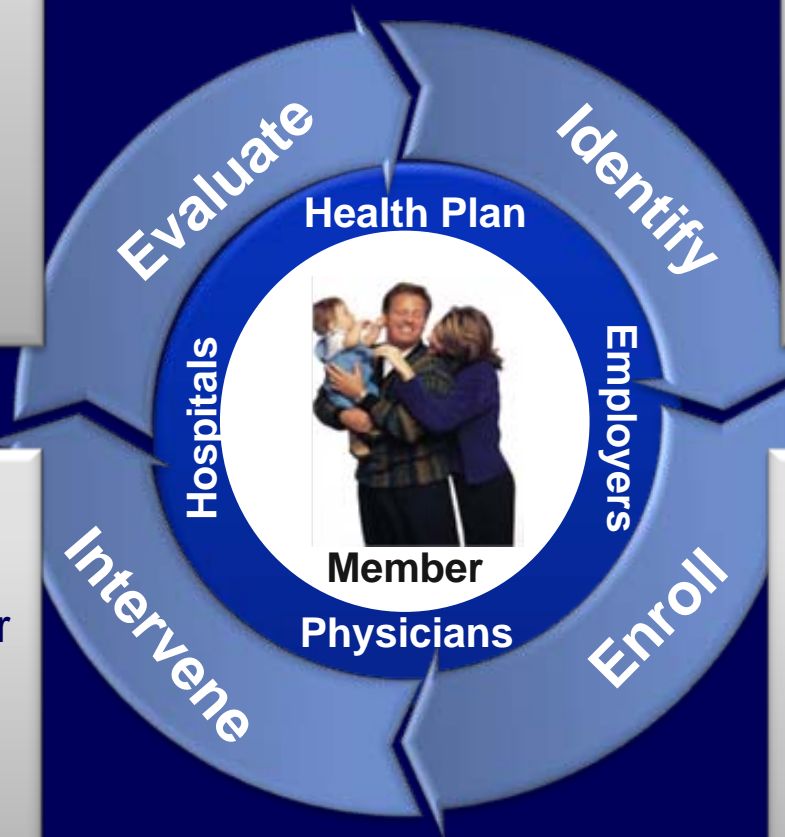 Evaluate
Identify
Health Plan
Hospitals
Employers
Member
Physicians
Intervene
Enroll
r